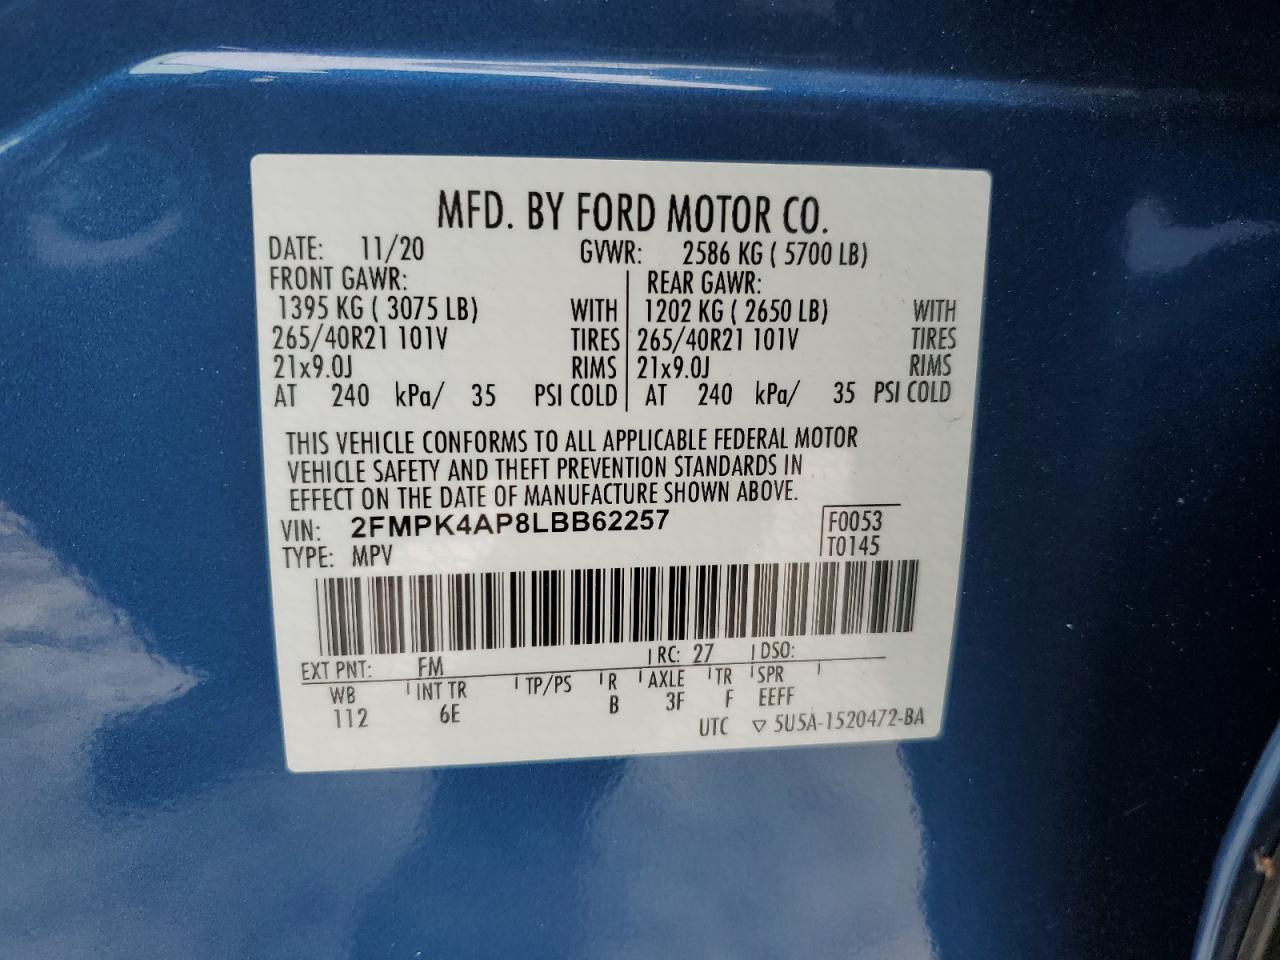 MFD. BY FORD MOTOR CO.
DATE: 11/20 GVWR: 2586 KG ( 5700 LB)
FRONT GAWR: REAR GAWR:
1395 KG ( 3075 LB) WITH 1202 KG ( 2650 LB) WITH
265/40R21 101V TIRES 265/40R21 101V TIRES
21x9.0J RIMS 21x9.0J RIMS
AT 240 kPa/ 35 PSI COLD AT 240 kPa/ 35 PSI COLD
THIS VEHICLE CONFORMS TO ALL APPLICABLE FEDERAL MOTOR
VEHICLE SAFETY AND THEFT PREVENTION STANDARDS IN
EFFECT ON THE DATE OF MANUFACTURE SHOWN ABOVE.
VIN: 2FMPK4AP8LBB62257 F0053
TYPE: MPV T0145
EXT PNT: FM RC: 27 DSO:
WB INT TR TP/PS R AXLE TR SPR
112 6E B 3F F EEFF
UTC ▽ 5U5A-1520472-BA